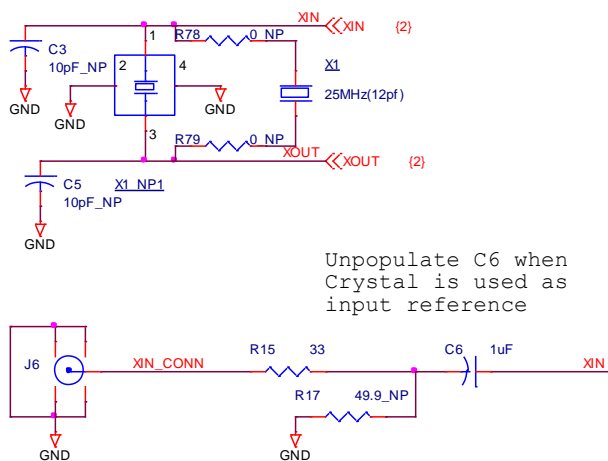 XIN
XIN {2}
1
R78 0_NP
C3
10pF_NP
2
4
X1
25MHz(12pf)
GND
GND
GND
3
R79 0_NP
XOUT
XOUT {2}
C5
10pF_NP
X1_NP1
GND
Unpopulate C6 when
Crystal is used as
input reference
J6
XIN_CONN
R15 33
C6 1uF
XIN
R17 49.9_NP
GND
GND